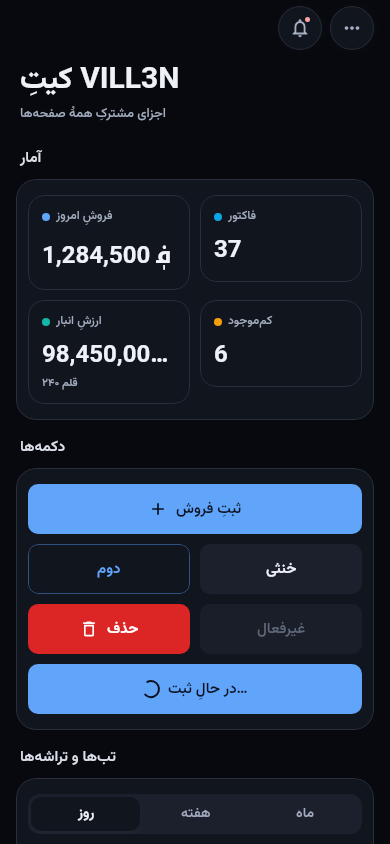 کیتِ VILL3N
اجزای مشترکِ همهٔ صفحه‌ها
آمار
فاکتور
37
فروشِ امروز
1,284,500 ؋
کم‌موجود
6
ارزشِ انبار
98,450,00...
۲۴۰ قلم
دکمه‌ها
ثبتِ فروش
خنثی
دوم
غیرفعال
حذف
در حالِ ثبت...
تب‌ها و تراشه‌ها
ماه
هفته
روز